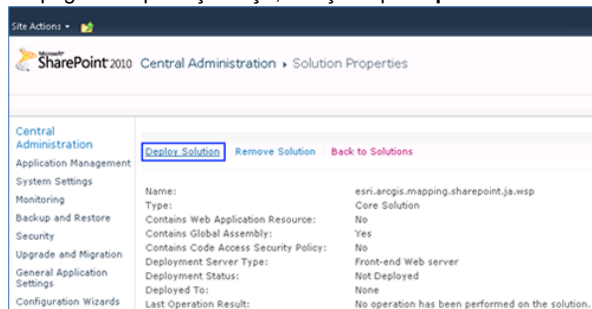 Site Actions
Microsoft
SharePoint 2010 Central Administration ▸ Solution Properties
Central Administration
Application Management
System Settings
Monitoring
Backup and Restore
Security
Upgrade and Migration
General Application Settings
Configuration Wizards
Deploy Solution Remove Solution Back to Solutions
Name: esri.arcgis.mapping.sharepoint.ja.wsp
Type: Core Solution
Contains Web Application Resource: No
Contains Global Assembly: Yes
Contains Code Access Security Policy: No
Deployment Server Type: Front-end Web server
Deployment Status: Not Deployed
Deployed To: None
Last Operation Result: No operation has been performed on the solution.